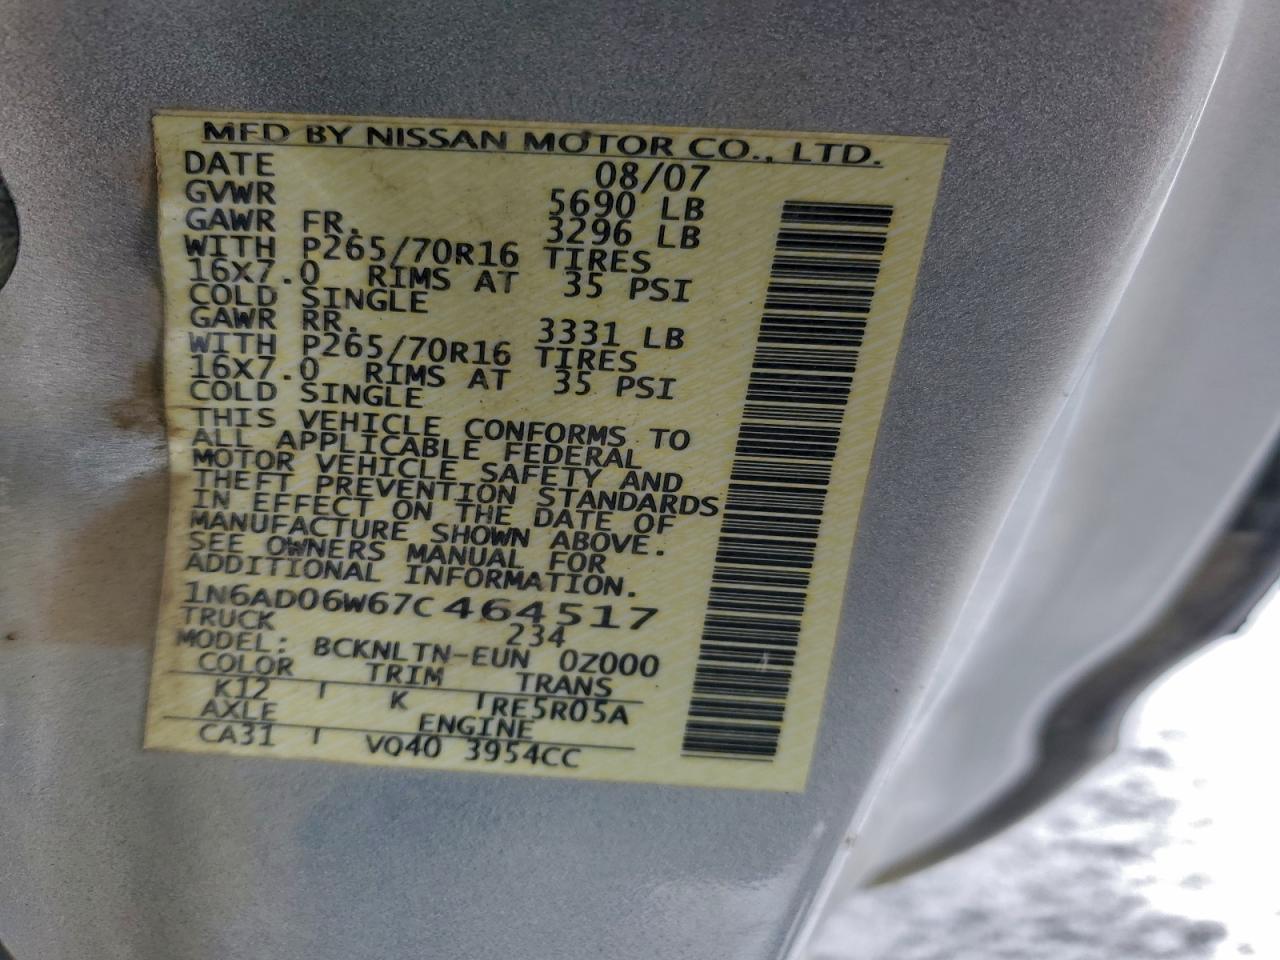 MFD BY NISSAN MOTOR CO., LTD.
DATE 08/07
GVWR 5690 LB
GAWR FR. 3296 LB
WITH P265/70R16 TIRES
16X7.0 RIMS AT 35 PSI
COLD SINGLE
GAWR RR. 3331 LB
WITH P265/70R16 TIRES
16X7.0 RIMS AT 35 PSI
COLD SINGLE
THIS VEHICLE CONFORMS TO
ALL APPLICABLE FEDERAL
MOTOR VEHICLE SAFETY AND
THEFT PREVENTION STANDARDS
IN EFFECT ON THE DATE OF
MANUFACTURE SHOWN ABOVE.
SEE OWNERS MANUAL FOR
ADDITIONAL INFORMATION.
1N6AD06W67C464517
TRUCK 234
MODEL: BCKNLTN-EUN 0Z000
COLOR TRIM TRANS
K12 K RE5R05A
AXLE ENGINE
CA31 VQ40 3954CC